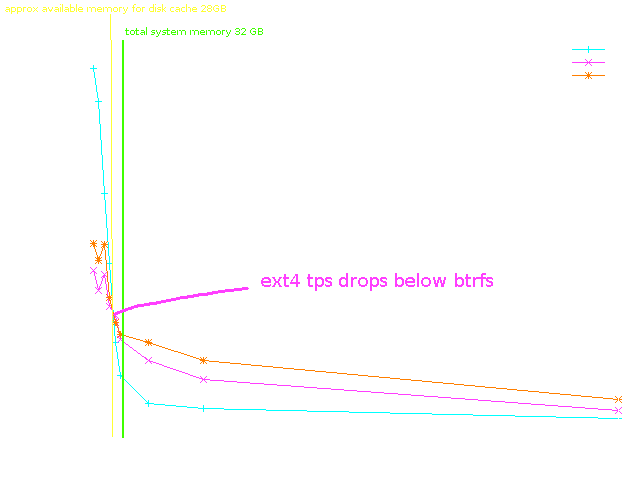 approx available memory for disk cache 28GB
total system memory 32 GB
ext4 tps drops below btrfs